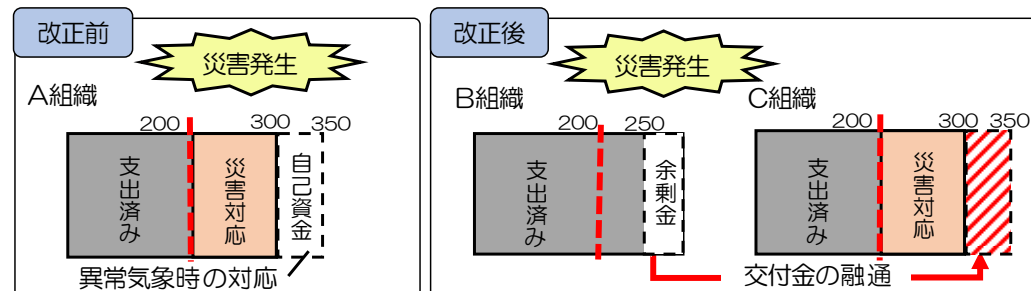 改正前
災害発生
A組織
200
300
350
支出済み
災害対応
自己資金
異常気象時の対応
改正後
災害発生
B組織
200
250
支出済み
余剰金
C組織
200
300
350
支出済み
災害対応
交付金の融通